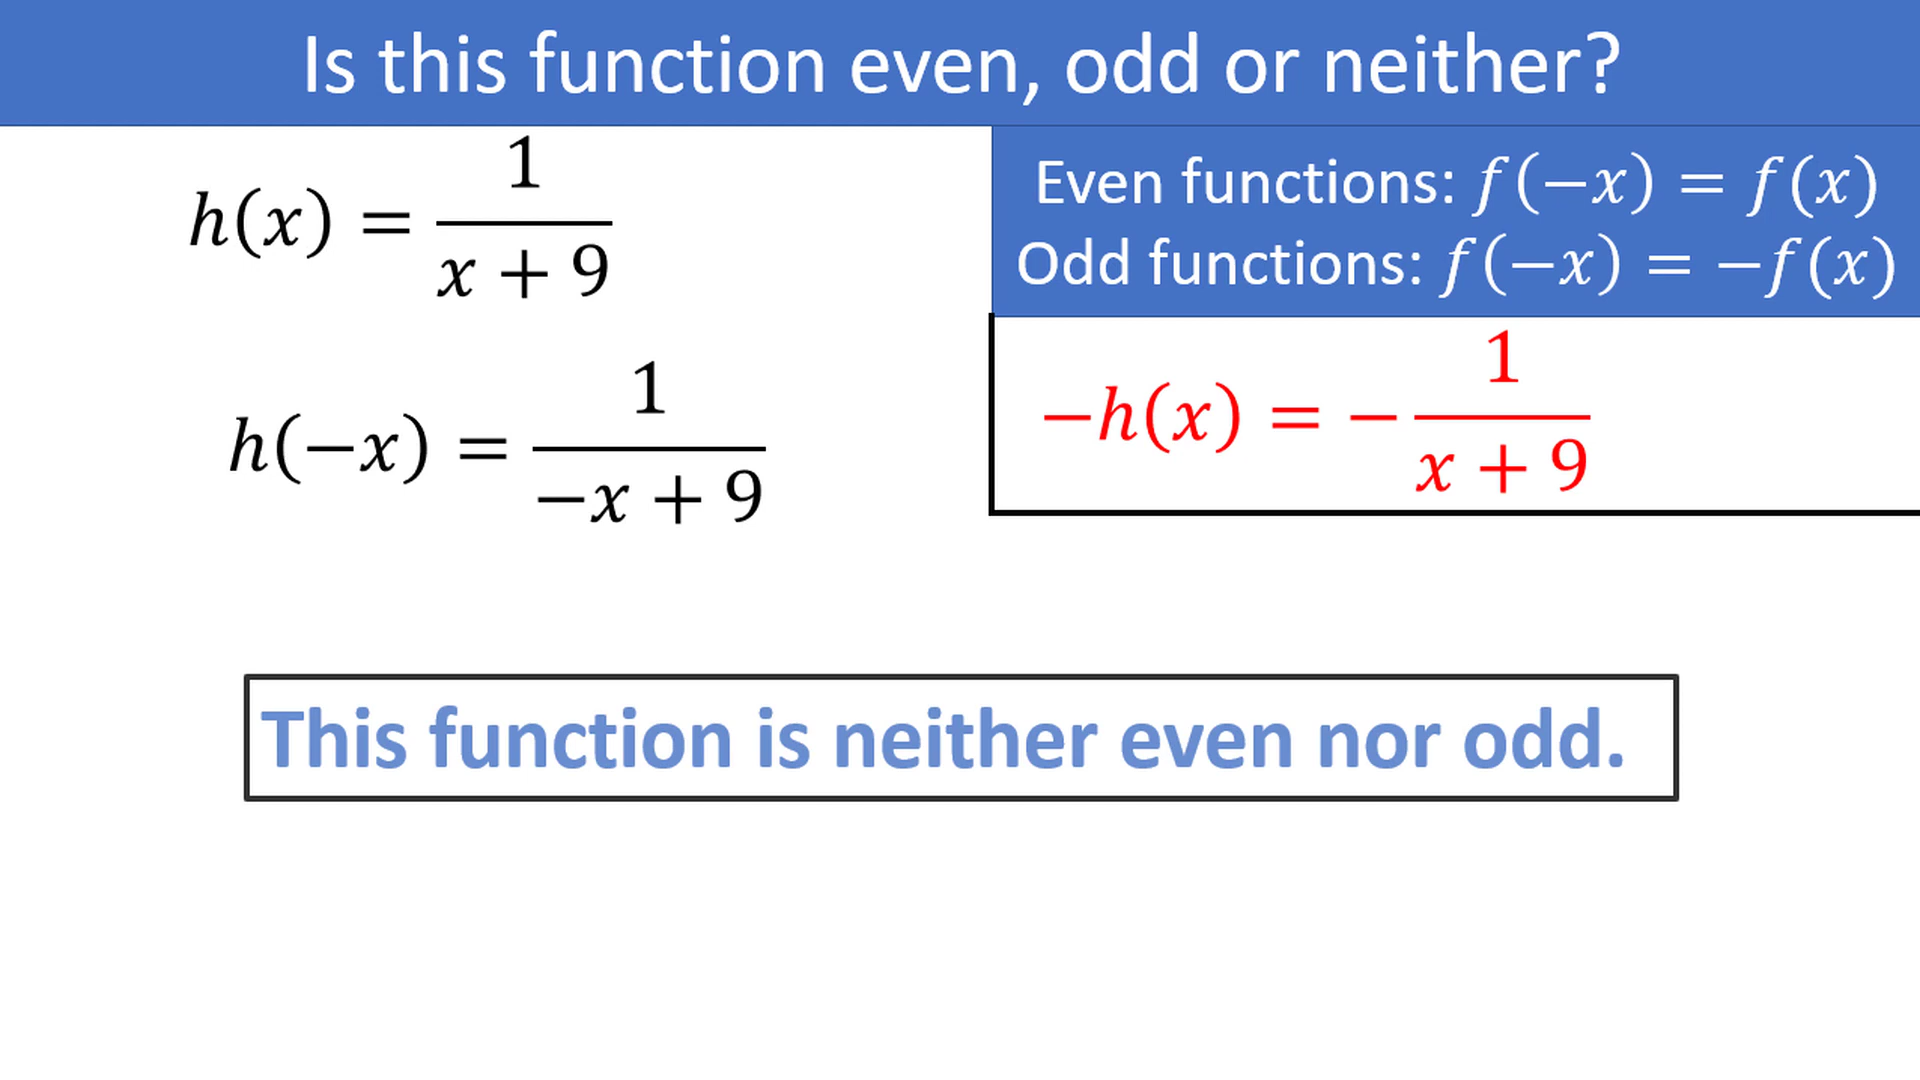 Is this function even, odd or neither?
h(x) = 1/(x + 9)
Even functions: f(−x) = f(x)
Odd functions: f(−x) = −f(x)
h(−x) = 1/(−x + 9)
−h(x) = − 1/(x + 9)
This function is neither even nor odd.